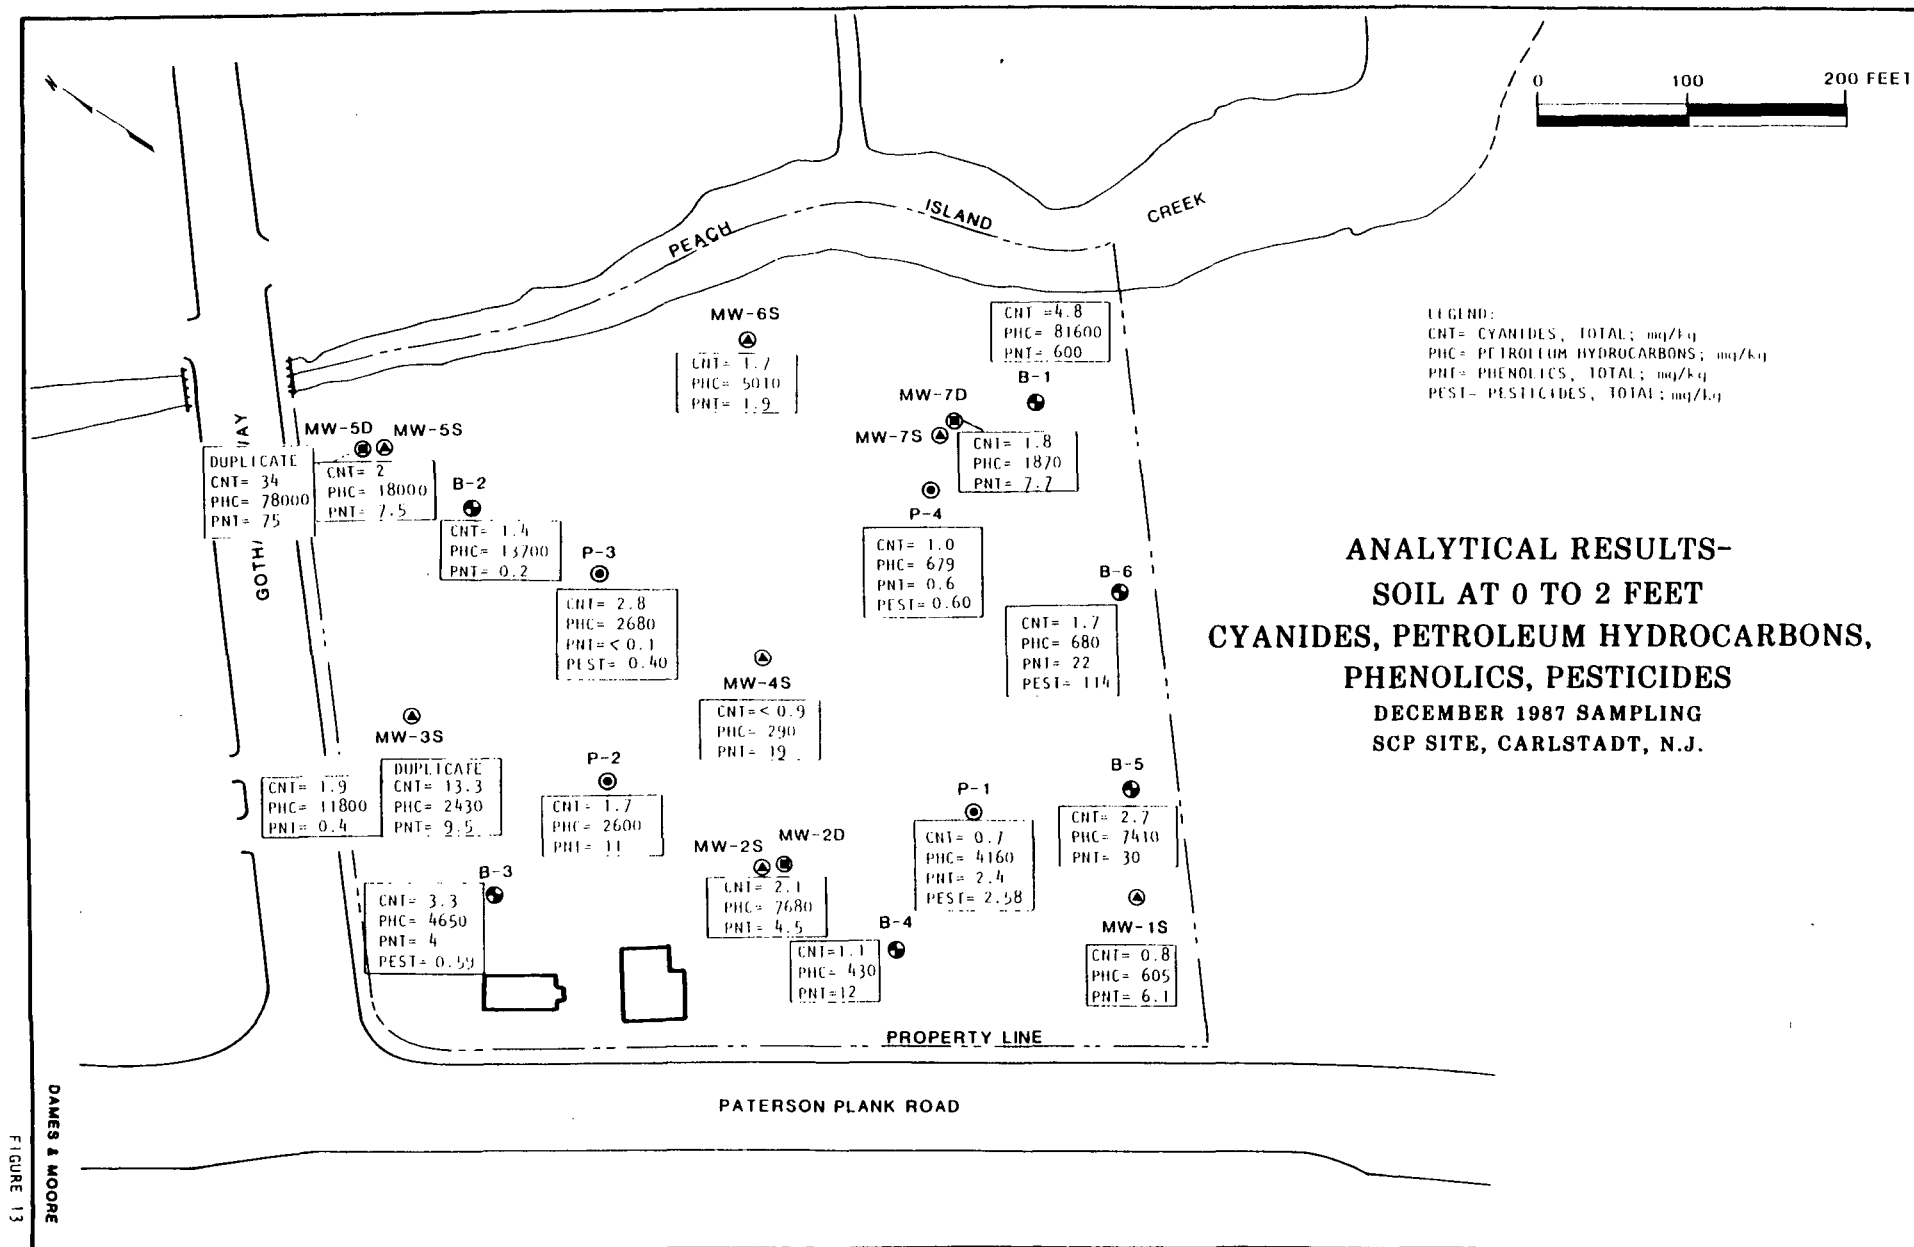 N
0 100 200 FEET
PEACH ISLAND CREEK
LEGEND:
CNT= CYANIDES, TOTAL; mg/kg
PHC= PETROLEUM HYDROCARBONS; mg/kg
PNT= PHENOLICS, TOTAL; mg/kg
PEST= PESTICIDES, TOTAL; mg/kg
MW-6S
CNT= 1.7
PHC= 5010
PNT= 1.9
CNT =4.8
PHC= 81600
PNT= 600
B-1
MW-7D
MW-7S
CNT= 1.8
PHC= 1870
PNT= 7.7
MW-5D
MW-5S
DUPLICATE
CNT= 34
PHC= 78000
PNT= 75
CNT= 2
PHC= 18000
PNT= 7.5
B-2
CNT= 1.4
PHC= 13700
PNT= 0.2
P-3
CNT= 2.8
PHC= 2680
PNT=< 0.1
PEST= 0.40
P-4
CNT= 1.0
PHC= 679
PNT= 0.6
PEST= 0.60
B-6
CNT= 1.7
PHC= 680
PNT= 22
PEST= 114
ANALYTICAL RESULTS-
SOIL AT 0 TO 2 FEET
CYANIDES, PETROLEUM HYDROCARBONS,
PHENOLICS, PESTICIDES
DECEMBER 1987 SAMPLING
SCP SITE, CARLSTADT, N.J.
MW-4S
CNT=< 0.9
PHC= 290
PNT= 19
MW-3S
CNT= 1.9
PHC= 11800
PNT= 0.4
DUPLICATE
CNT= 13.3
PHC= 2430
PNT= 9.5
P-2
CNT= 1.7
PHC= 2600
PNT= 11
MW-2S
MW-2D
CNT= 2.1
PHC= 7680
PNT= 4.5
P-1
CNT= 0.7
PHC= 4160
PNT= 2.4
PEST= 2.58
B-5
CNT= 2.7
PHC= 7410
PNT= 30
B-3
CNT= 3.3
PHC= 4650
PNT= 4
PEST= 0.59
B-4
CNT=1.1
PHC= 430
PNT=12
MW-1S
CNT= 0.8
PHC= 605
PNT= 6.1
PROPERTY LINE
PATERSON PLANK ROAD
DAMES & MOORE
FIGURE 13